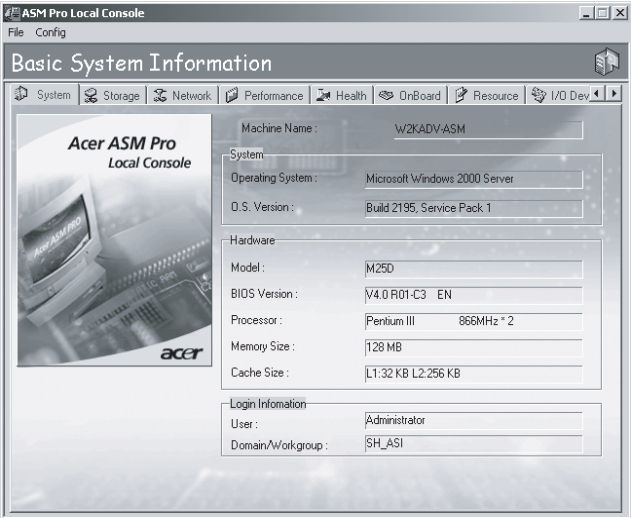 ASM Pro Local Console
File Config
Basic System Information
System Storage Network Performance Health OnBoard Resource I/O Dev
Acer ASM Pro
Local Console
Acer ASM PRO
acer
Machine Name : W2KADV-ASM
System
Operating System : Microsoft Windows 2000 Server
O.S. Version : Build 2195, Service Pack 1
Hardware
Model : M25D
BIOS Version : V4.0 R01-C3 EN
Processor : Pentium III 866MHz * 2
Memory Size : 128 MB
Cache Size : L1:32 KB L2:256 KB
Login Infomation
User : Administrator
Domain/Workgroup : SH_ASI